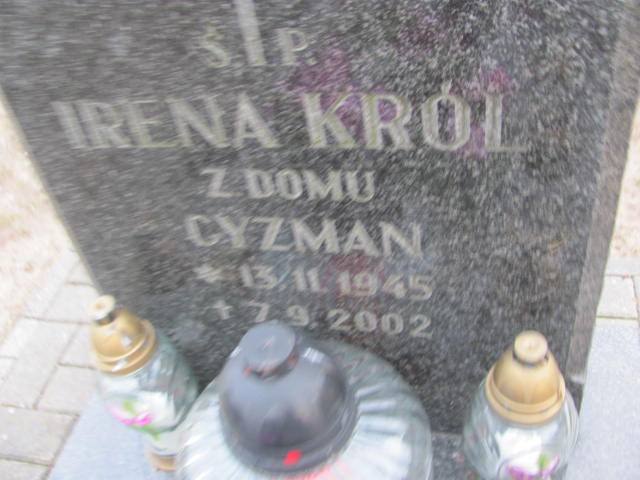 Ś. P.
IRENA KRÓL
Z DOMU
CYZMAN
* 13.11.1945
+ 7.9.2002